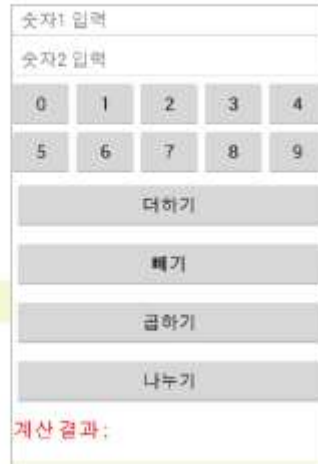 숫자1 입력
숫자2 입력
0 1 2 3 4
5 6 7 8 9
더하기
빼기
곱하기
나누기
계산 결과 :